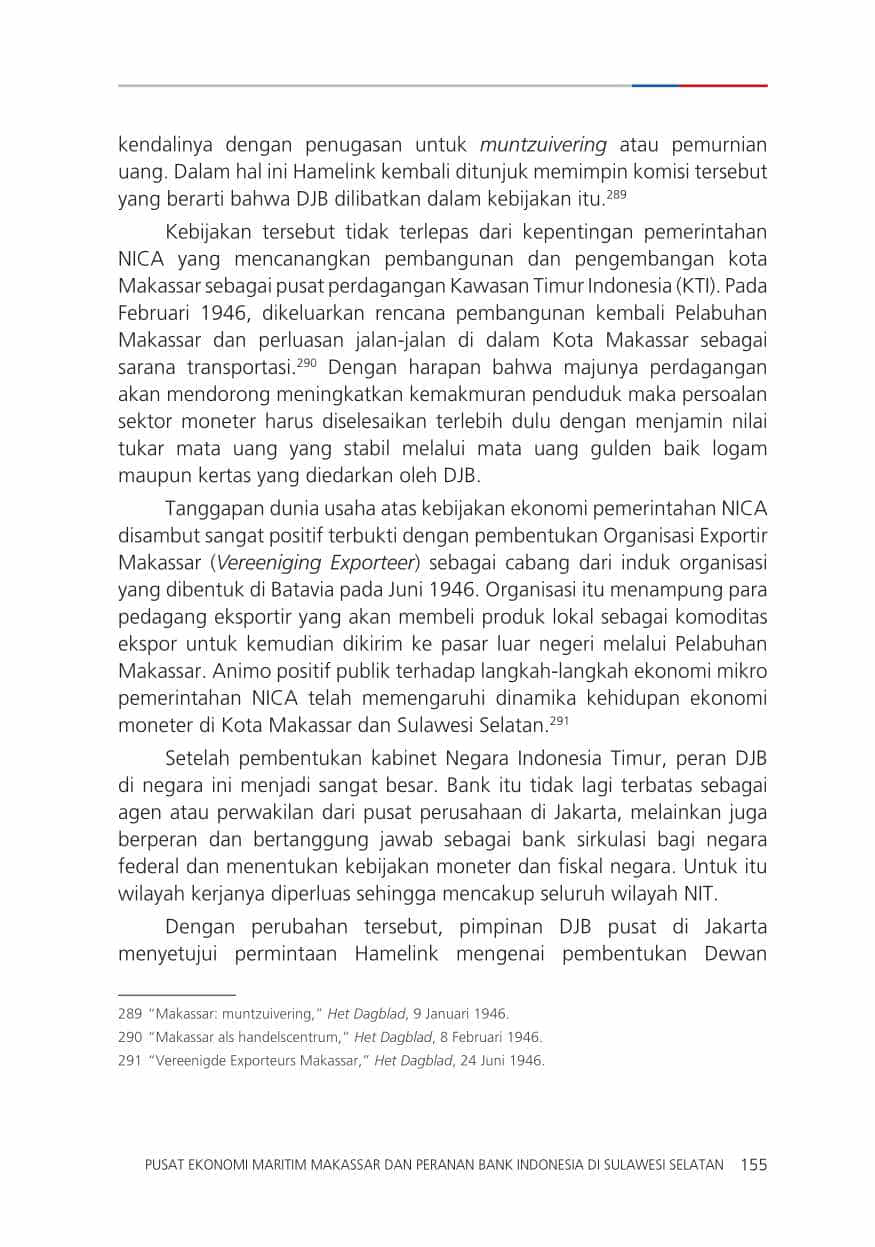 kendalinya dengan penugasan untuk muntzuivering atau pemurnian
uang. Dalam hal ini Hamelink kembali ditunjuk memimpin komisi tersebut
yang berarti bahwa DJB dilibatkan dalam kebijakan itu.289
Kebijakan tersebut tidak terlepas dari kepentingan pemerintahan
NICA yang mencanangkan pembangunan dan pengembangan kota
Makassar sebagai pusat perdagangan Kawasan Timur Indonesia (KTI). Pada
Februari 1946, dikeluarkan rencana pembangunan kembali Pelabuhan
Makassar dan perluasan jalan-jalan di dalam Kota Makassar sebagai
sarana transportasi.290 Dengan harapan bahwa majunya perdagangan
akan mendorong meningkatkan kemakmuran penduduk maka persoalan
sektor moneter harus diselesaikan terlebih dulu dengan menjamin nilai
tukar mata uang yang stabil melalui mata uang gulden baik logam
maupun kertas yang diedarkan oleh DJB.
Tanggapan dunia usaha atas kebijakan ekonomi pemerintahan NICA
disambut sangat positif terbukti dengan pembentukan Organisasi Exportir
Makassar (Vereeniging Exporteer) sebagai cabang dari induk organisasi
yang dibentuk di Batavia pada Juni 1946. Organisasi itu menampung para
pedagang eksportir yang akan membeli produk lokal sebagai komoditas
ekspor untuk kemudian dikirim ke pasar luar negeri melalui Pelabuhan
Makassar. Animo positif publik terhadap langkah-langkah ekonomi mikro
pemerintahan NICA telah memengaruhi dinamika kehidupan ekonomi
moneter di Kota Makassar dan Sulawesi Selatan.291
Setelah pembentukan kabinet Negara Indonesia Timur, peran DJB
di negara ini menjadi sangat besar. Bank itu tidak lagi terbatas sebagai
agen atau perwakilan dari pusat perusahaan di Jakarta, melainkan juga
berperan dan bertanggung jawab sebagai bank sirkulasi bagi negara
federal dan menentukan kebijakan moneter dan fiskal negara. Untuk itu
wilayah kerjanya diperluas sehingga mencakup seluruh wilayah NIT.
Dengan perubahan tersebut, pimpinan DJB pusat di Jakarta
menyetujui permintaan Hamelink mengenai pembentukan Dewan
289 “Makassar: muntzuivering,” Het Dagblad, 9 Januari 1946.
290 “Makassar als handelscentrum,” Het Dagblad, 8 Februari 1946.
291 “Vereenigde Exporteurs Makassar,” Het Dagblad, 24 Juni 1946.
PUSAT EKONOMI MARITIM MAKASSAR DAN PERANAN BANK INDONESIA DI SULAWESI SELATAN 155